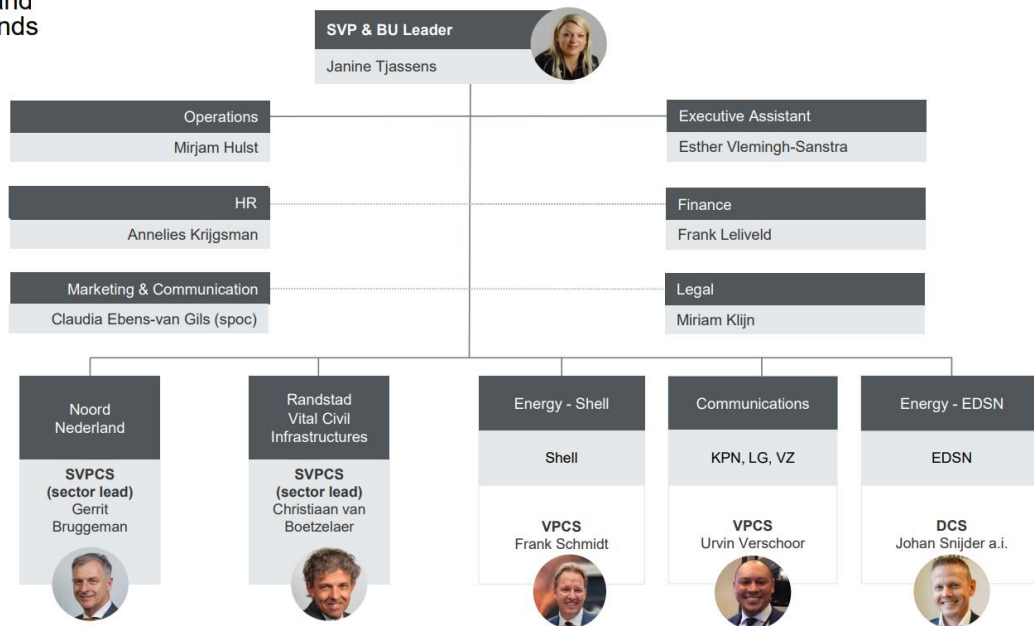 and
nds
SVP & BU Leader
Janine Tjassens
Operations
Mirjam Hulst
Executive Assistant
Esther Vlemingh-Sanstra
HR
Annelies Krijgsman
Finance
Frank Leliveld
Marketing & Communication
Claudia Ebens-van Gils (spoc)
Legal
Miriam Klijn
Noord
Nederland
SVPCS
(sector lead)
Gerrit
Bruggeman
Randstad
Vital Civil
Infrastructures
SVPCS
(sector lead)
Christiaan van
Boetzelaer
Energy - Shell
Shell
VPCS
Frank Schmidt
Communications
KPN, LG, VZ
VPCS
Urvin Verschoor
Energy - EDSN
EDSN
DCS
Johan Snijder a.i.